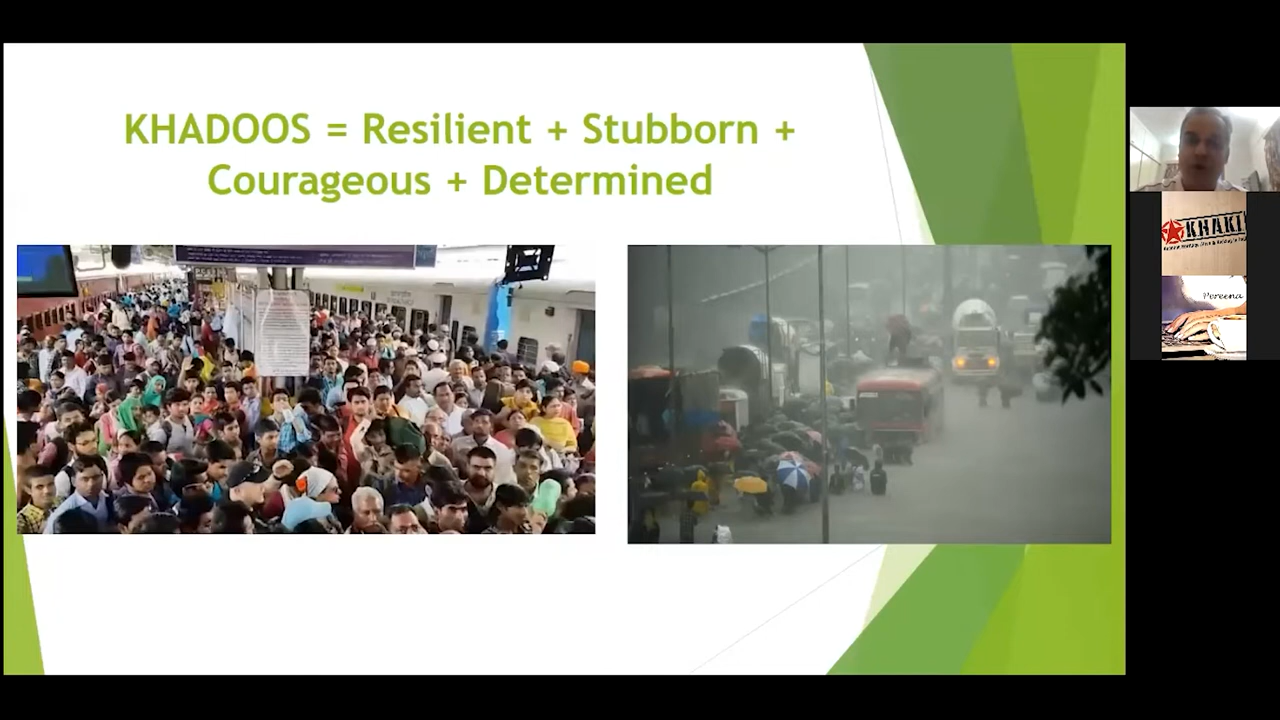 KHADOOS = Resilient + Stubborn +
Courageous + Determined
KHAKI
Pereena